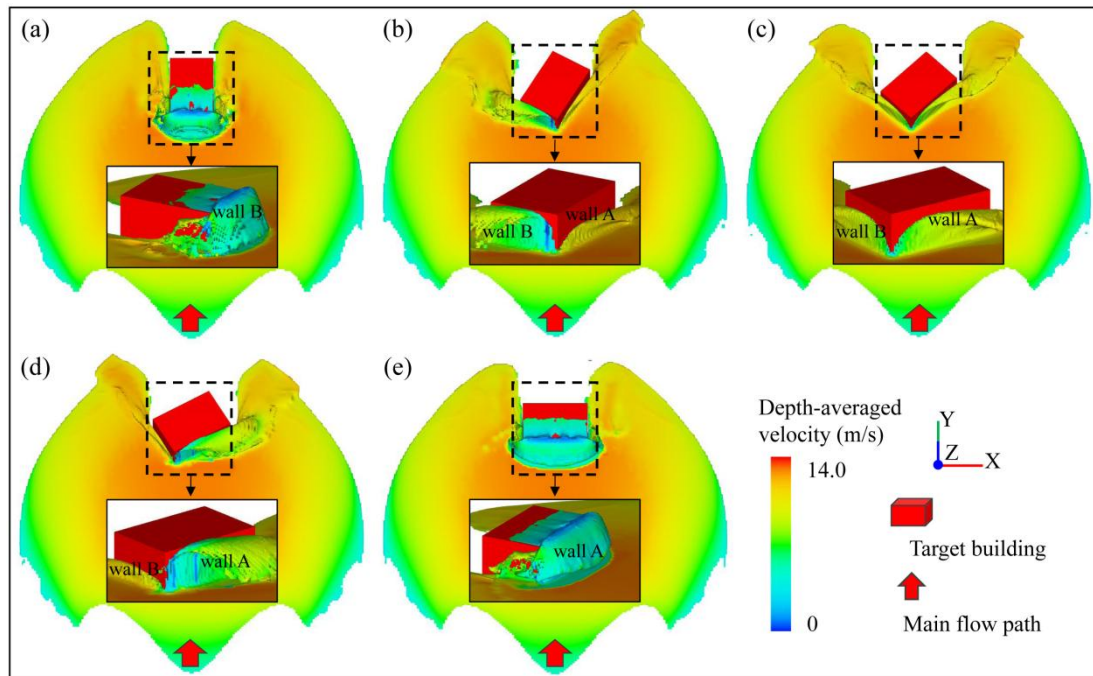 (a)
(b)
(c)
wall B
wall B
wall A
wall B
wall A
(d)
(e)
wall B
wall A
wall A
Depth-averaged
velocity (m/s)
14.0
0
Y
Z
X
Target building
Main flow path